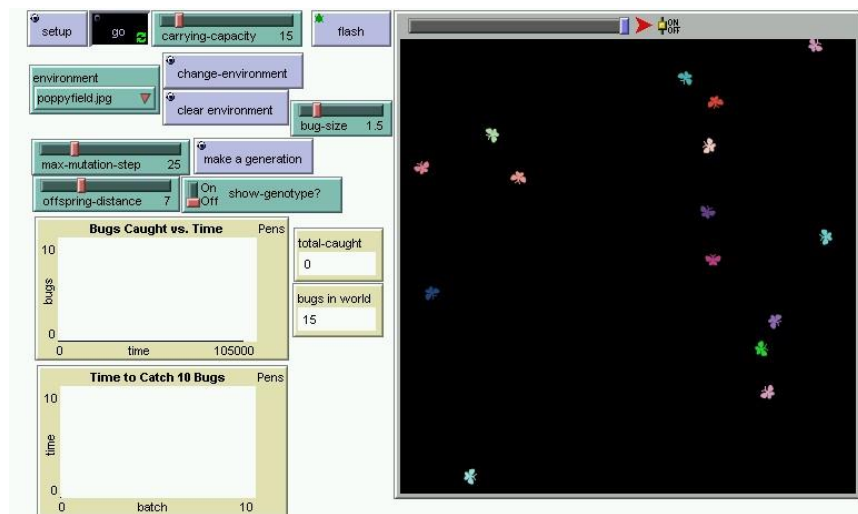 setup
go
carrying-capacity 15
flash
ON
OFF
environment
poppyfield.jpg
change-environment
clear environment
bug-size 1.5
max-mutation-step 25
make a generation
offspring-distance 7
On
Off
show-genotype?
Bugs Caught vs. Time Pens
10
bugs
0
0 time 105000
total-caught
0
bugs in world
15
Time to Catch 10 Bugs Pens
10
time
0
0 batch 10